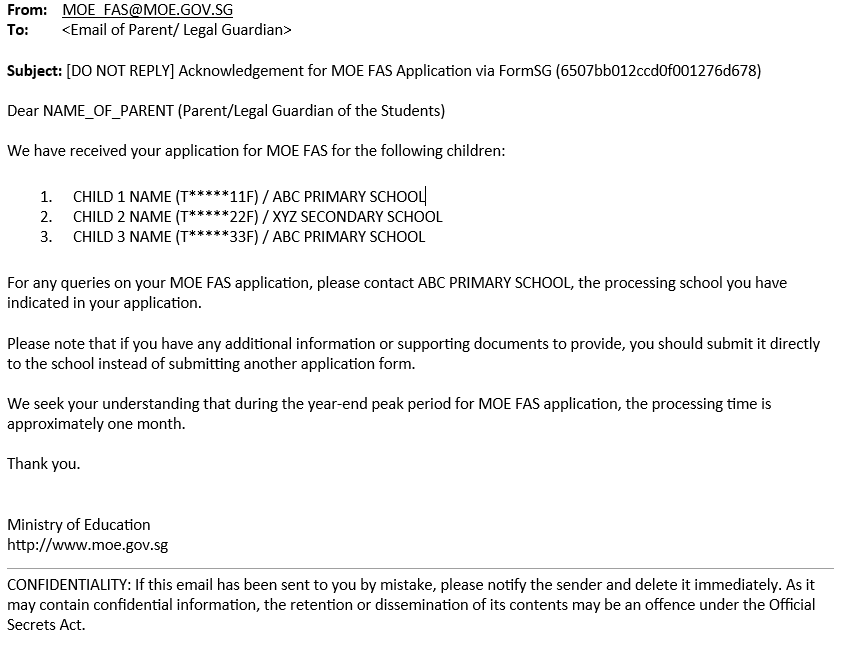 From: MOE_FAS@MOE.GOV.SG
To: <Email of Parent/ Legal Guardian>
Subject: [DO NOT REPLY] Acknowledgement for MOE FAS Application via FormSG (6507bb012ccd0f001276d678)
Dear NAME_OF_PARENT (Parent/Legal Guardian of the Students)
We have received your application for MOE FAS for the following children:
1. CHILD 1 NAME (T*****11F) / ABC PRIMARY SCHOOL
2. CHILD 2 NAME (T*****22F) / XYZ SECONDARY SCHOOL
3. CHILD 3 NAME (T*****33F) / ABC PRIMARY SCHOOL
For any queries on your MOE FAS application, please contact ABC PRIMARY SCHOOL, the processing school you have
indicated in your application.
Please note that if you have any additional information or supporting documents to provide, you should submit it directly
to the school instead of submitting another application form.
We seek your understanding that during the year-end peak period for MOE FAS application, the processing time is
approximately one month.
Thank you.
Ministry of Education
http://www.moe.gov.sg
CONFIDENTIALITY: If this email has been sent to you by mistake, please notify the sender and delete it immediately. As it
may contain confidential information, the retention or dissemination of its contents may be an offence under the Official
Secrets Act.